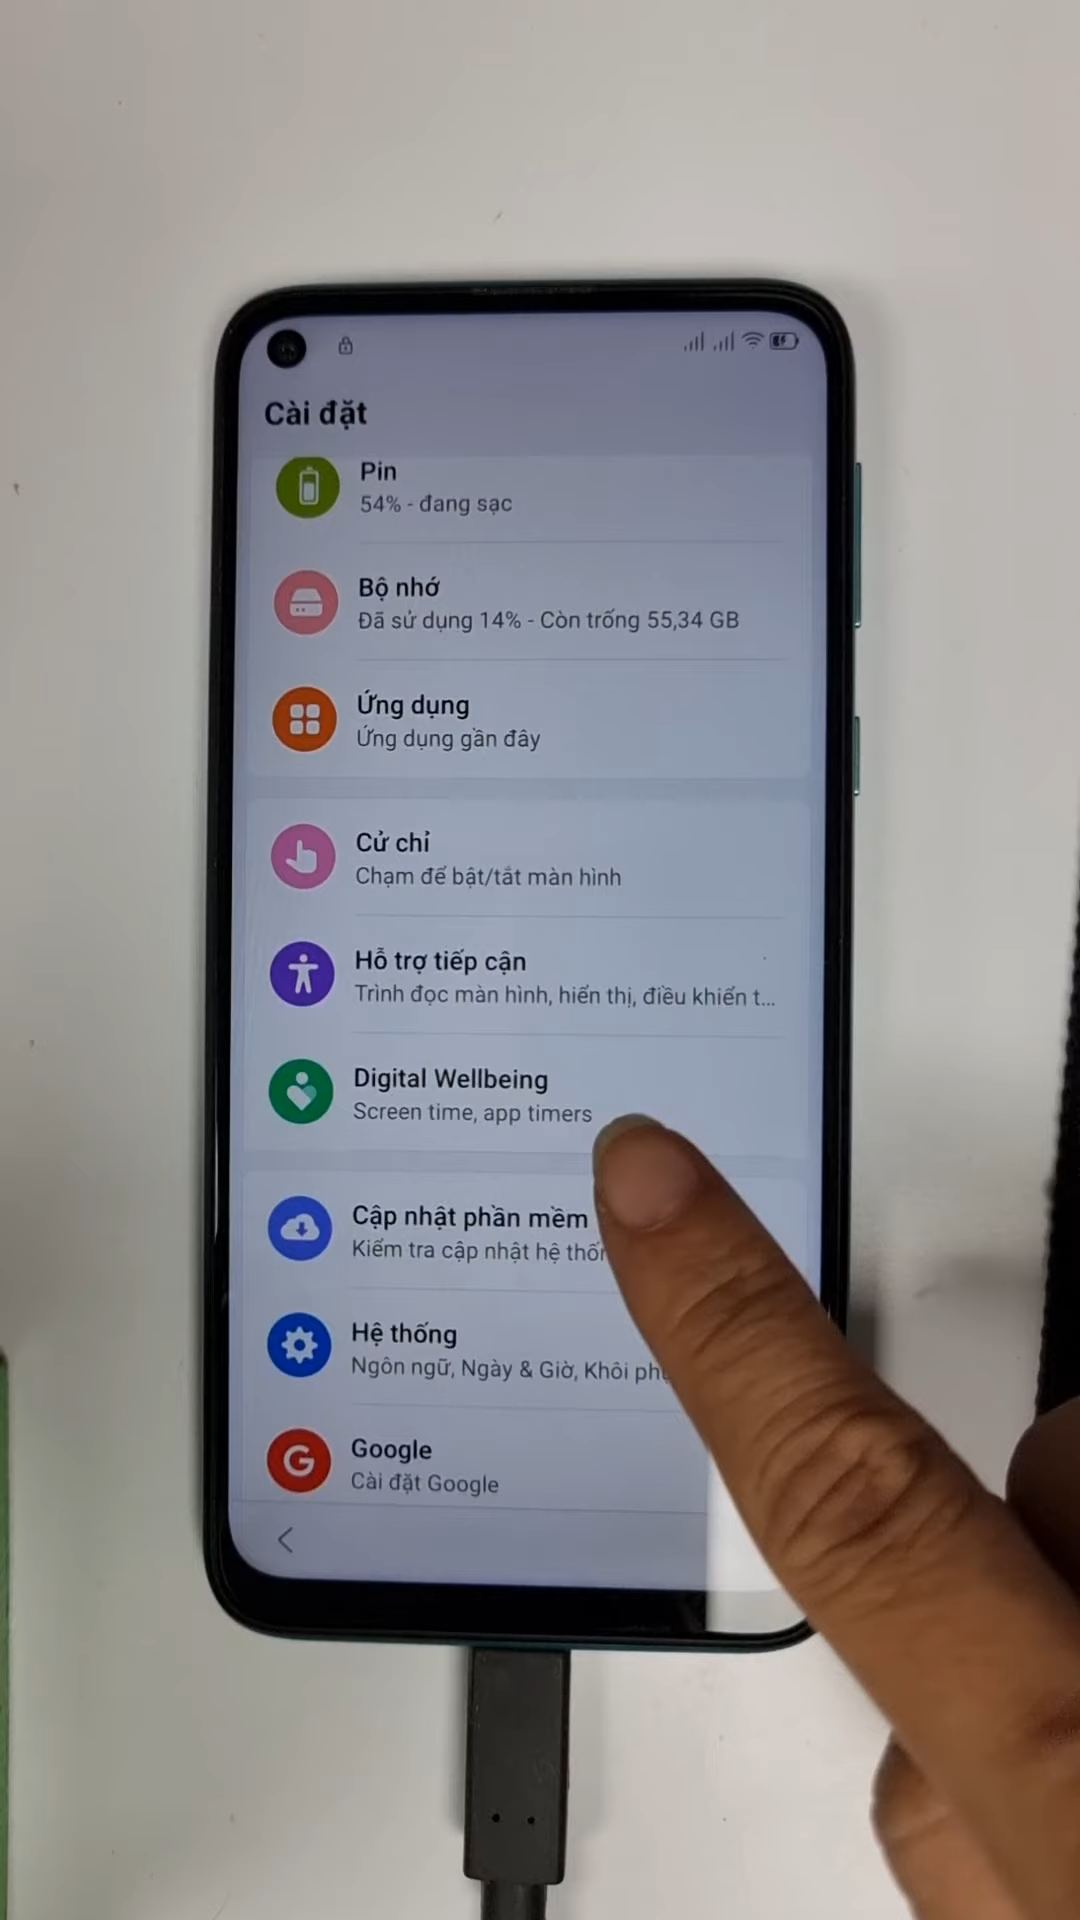 Cài đặt
Pin
54% - đang sạc
Bộ nhớ
Đã sử dụng 14% - Còn trống 55,34 GB
Ứng dụng
Ứng dụng gần đây
Cử chỉ
Chạm để bật/tắt màn hình
Hỗ trợ tiếp cận
Trình đọc màn hình, hiển thị, điều khiển t...
Digital Wellbeing
Screen time, app timers
Cập nhật phần mềm
Kiểm tra cập nhật hệ
Hệ thống
Ngôn ngữ, Ngày & Giờ, Khôi
Google
Cài đặt Google